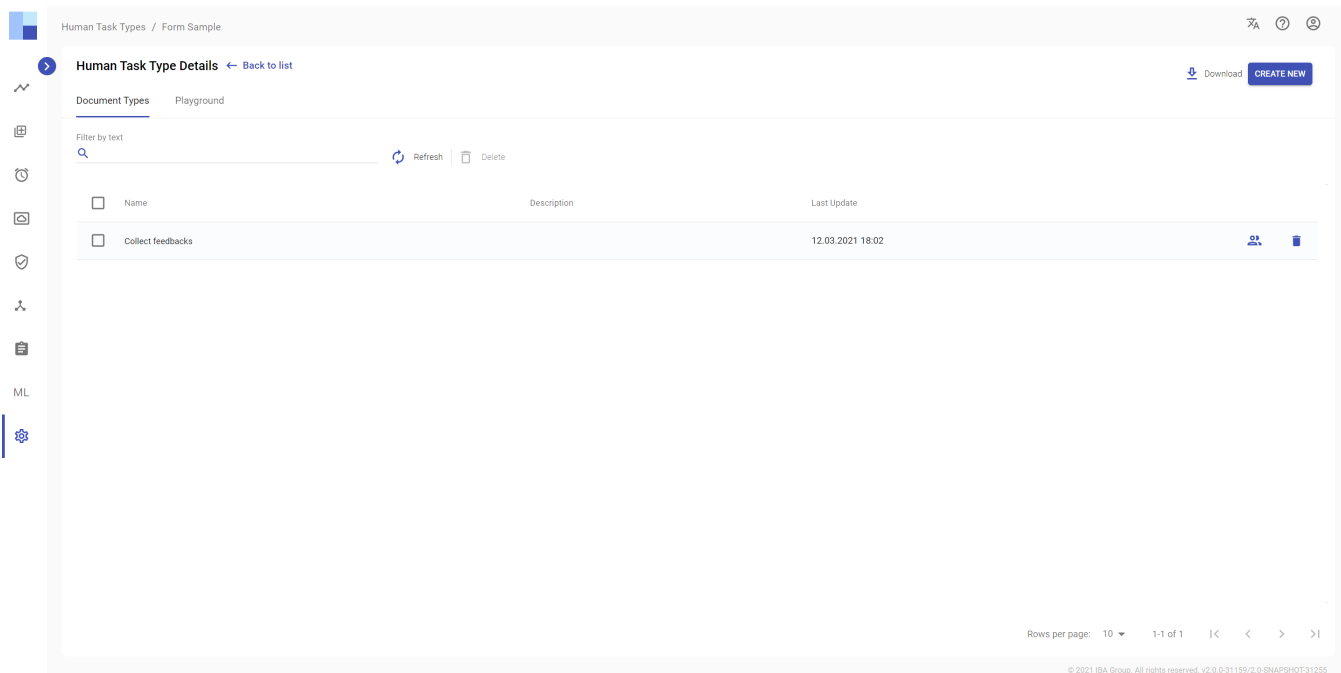 Human Task Types / Form Sample
Human Task Type Details ← Back to list
Download CREATE NEW
Document Types Playground
Filter by text
Refresh Delete
Name Description Last Update
Collect feedbacks 12.03.2021 18:02
ML
Rows per page: 10 1-1 of 1
© 2021 IBA Group. All rights reserved. v2.0.0-31159/2.0-SNAPSHOT-31255